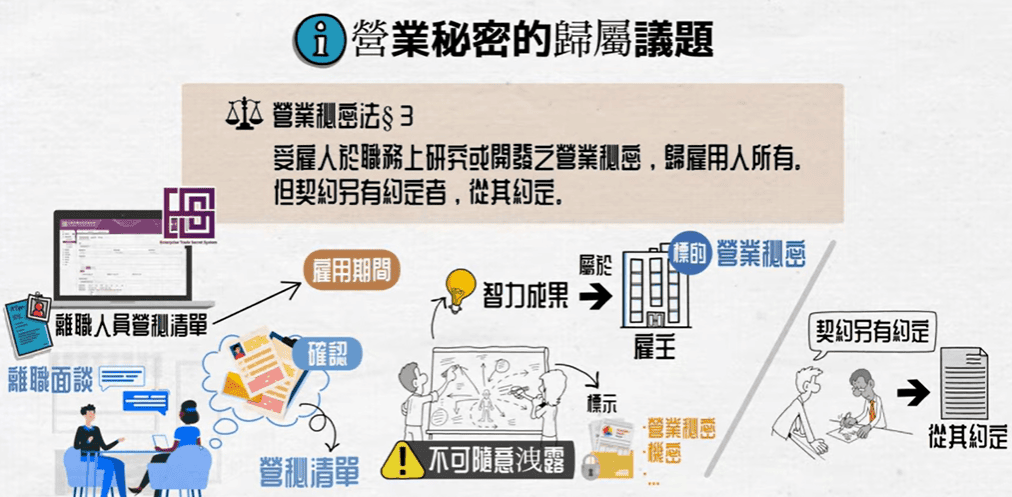 營業秘密的歸屬議題
營業秘密法§3
受雇人於職務上研究或開發之營業秘密，歸雇用人所有。
但契約另有約定者，從其約定。
Enterprise Trade Secret System
離職人員營秘清單
雇用期間
離職面談
確認
營秘清單
智力成果
屬於
雇主
標的
營業秘密
標示
·營業秘密
·機密
...
不可隨意洩露
契約另有約定
從其約定